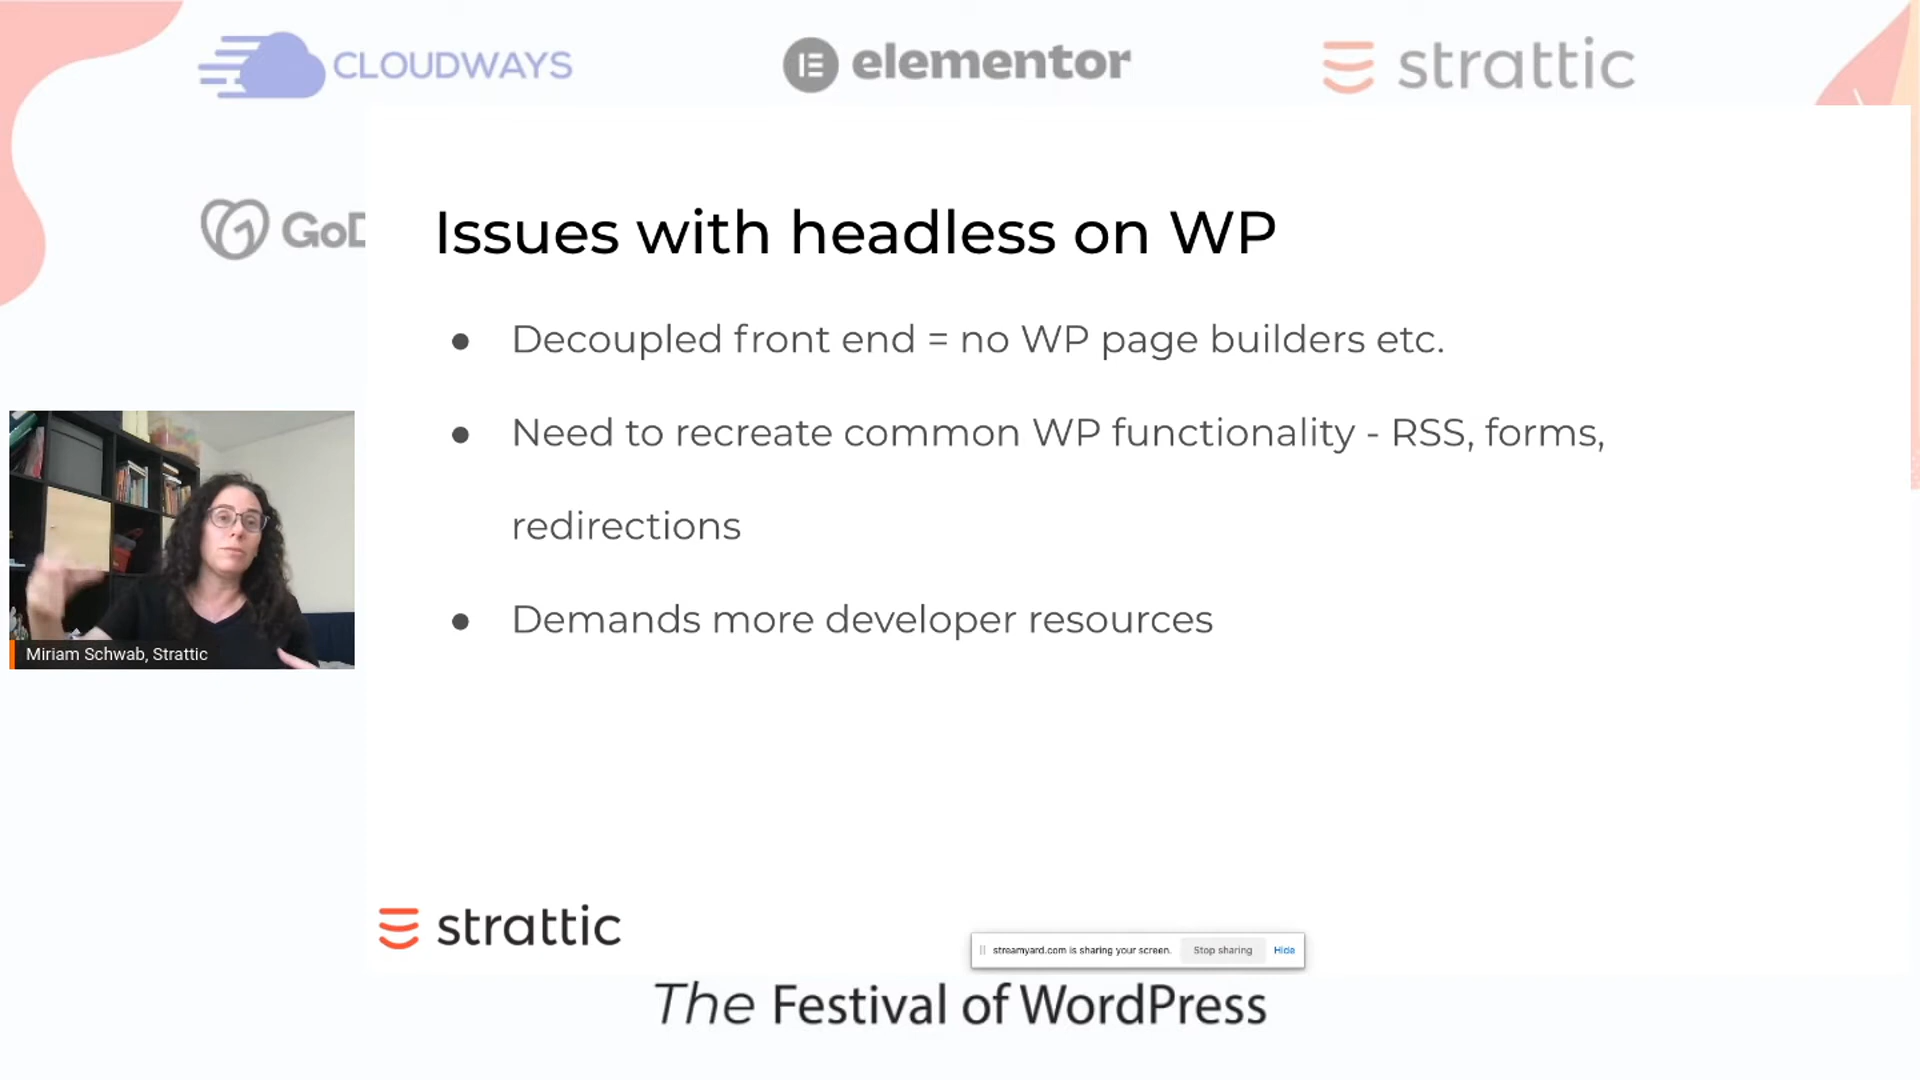 CLOUDWAYS
elementor
strattic
GoD
Issues with headless on WP
● Decoupled front end = no WP page builders etc.
● Need to recreate common WP functionality - RSS, forms,
redirections
● Demands more developer resources
Miriam Schwab, Strattic
strattic
streamyard.com is sharing your screen. Stop sharing Hide
The Festival of WordPress